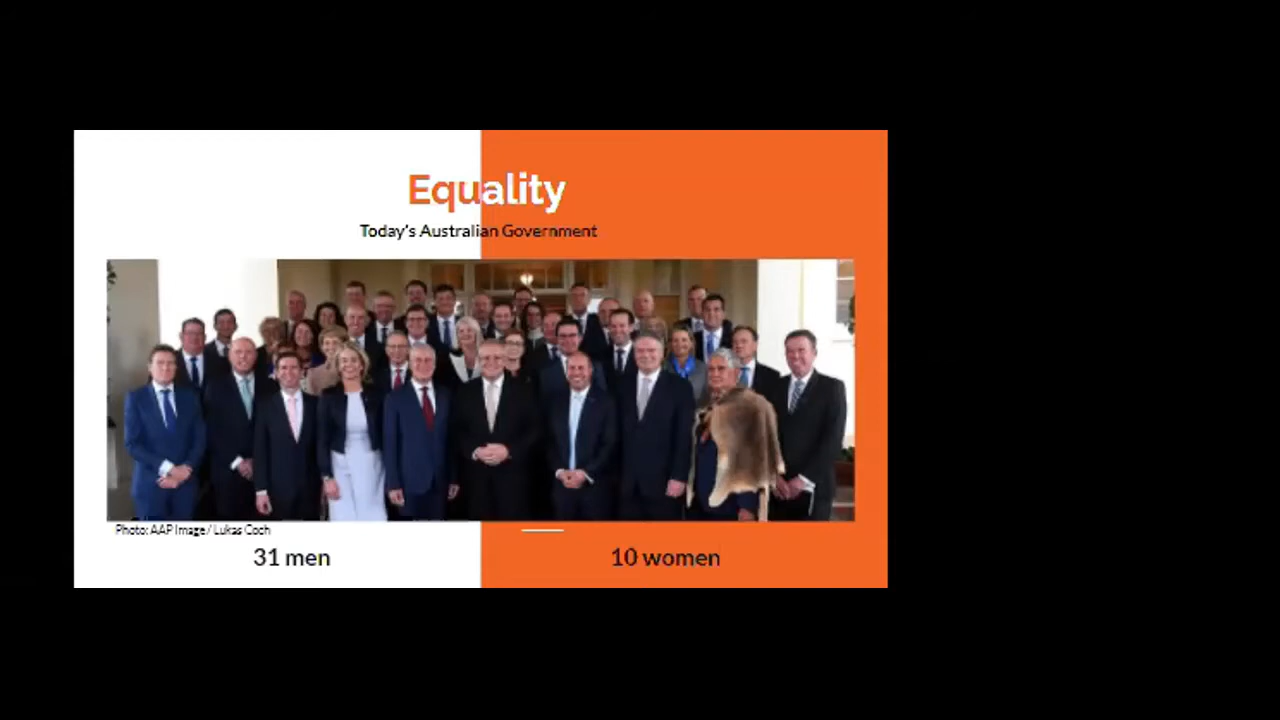 Equality
Today's Australian Government
Photo: AAP Image / Lukas Coch
31 men
10 women